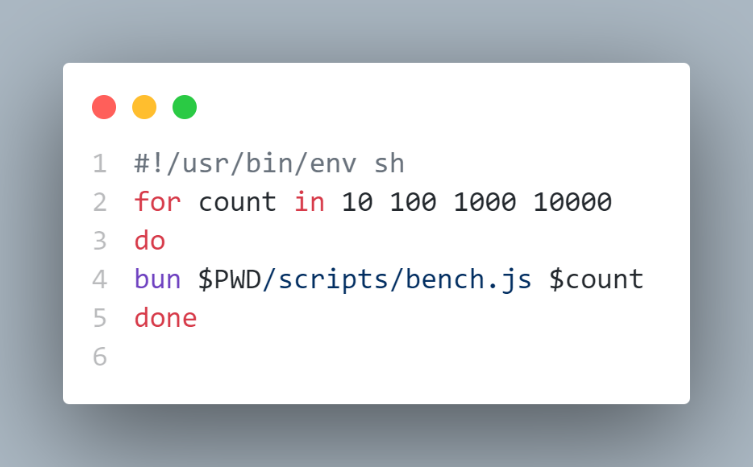 1 #!/usr/bin/env sh
2 for count in 10 100 1000 10000
3 do
4 bun $PWD/scripts/bench.js $count
5 done
6